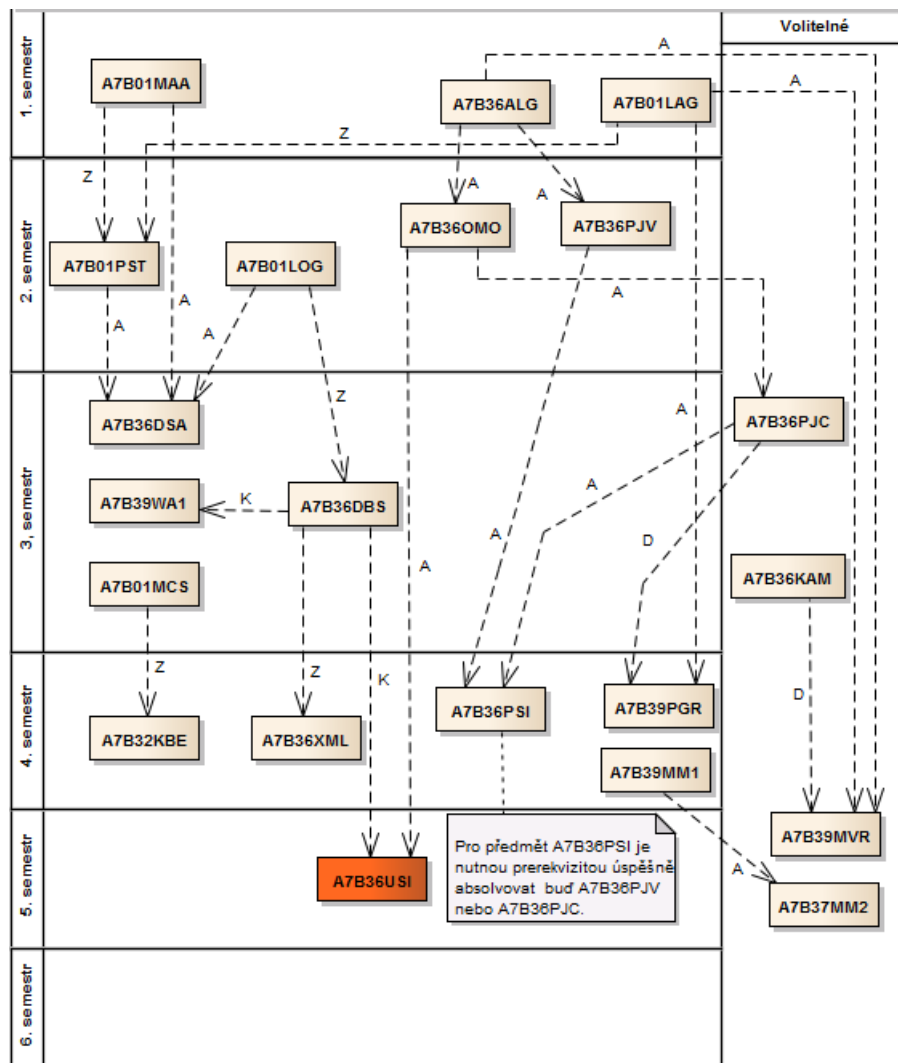 Volitelné
1. semestr
A7B01MAA
A7B36ALG
A7B01LAG
A
A
Z
Z
A
A
2. semestr
A7B36OMO
A7B36PJV
A7B01PST
A7B01LOG
A
A
A
A
A
3, semestr
Z
A7B36DSA
A7B36PJC
A
A7B39WA1
K
A7B36DBS
A
A
D
A7B01MCS
A
A7B36KAM
4. semestr
Z
Z
K
D
A7B36PSI
A7B39PGR
A7B32KBE
A7B36XML
A7B39MM1
5. semestr
A7B39MVR
Pro předmět A7B36PSI je
nutnou prerekvizitou úspěšně
absolvovat buď A7B36PJV
nebo A7B36PJC.
A7B36USI
A
A7B37MM2
6. semestr